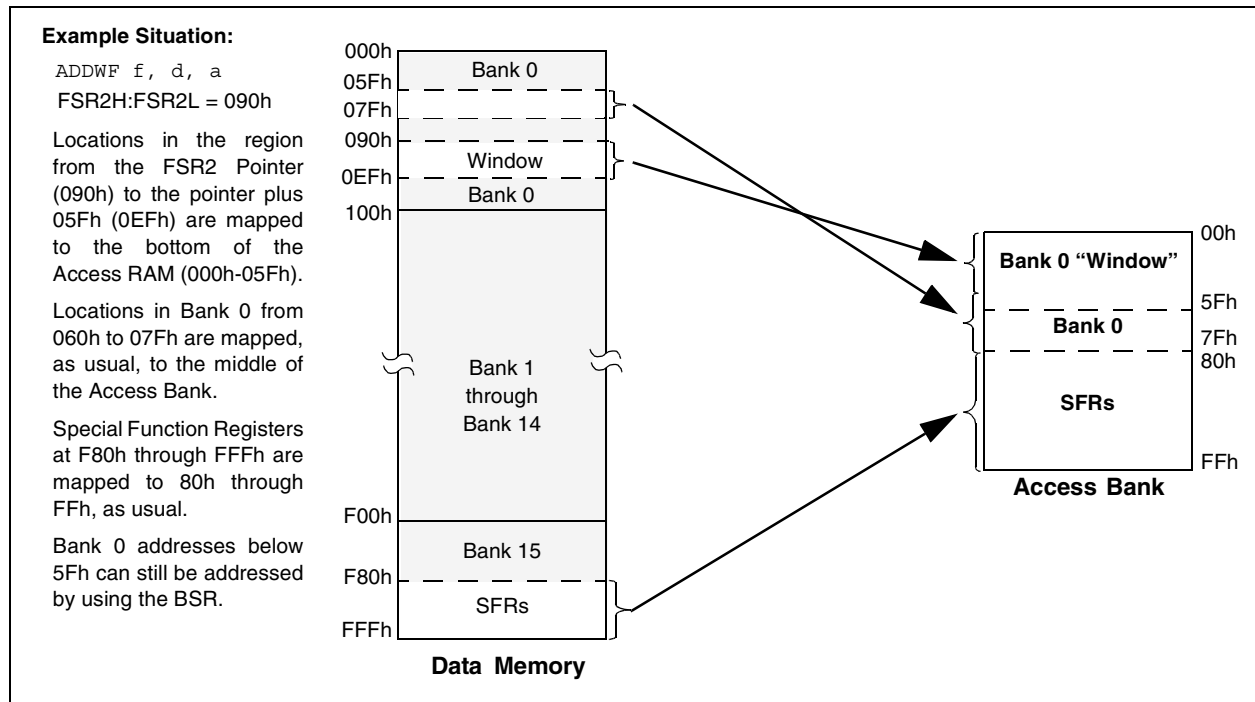 Example Situation:
ADDWF f, d, a
FSR2H:FSR2L = 090h
Locations in the region
from the FSR2 Pointer
(090h) to the pointer plus
05Fh (0EFh) are mapped
to the bottom of the
Access RAM (000h-05Fh).
Locations in Bank 0 from
060h to 07Fh are mapped,
as usual, to the middle of
the Access Bank.
Special Function Registers
at F80h through FFFh are
mapped to 80h through
FFh, as usual.
Bank 0 addresses below
5Fh can still be addressed
by using the BSR.
000h
Bank 0
05Fh
07Fh
090h
Window
0EFh
Bank 0
100h
Bank 1
through
Bank 14
F00h
Bank 15
F80h
SFRs
FFFh
Data Memory
00h
Bank 0 “Window”
5Fh
Bank 0
7Fh
80h
SFRs
FFh
Access Bank